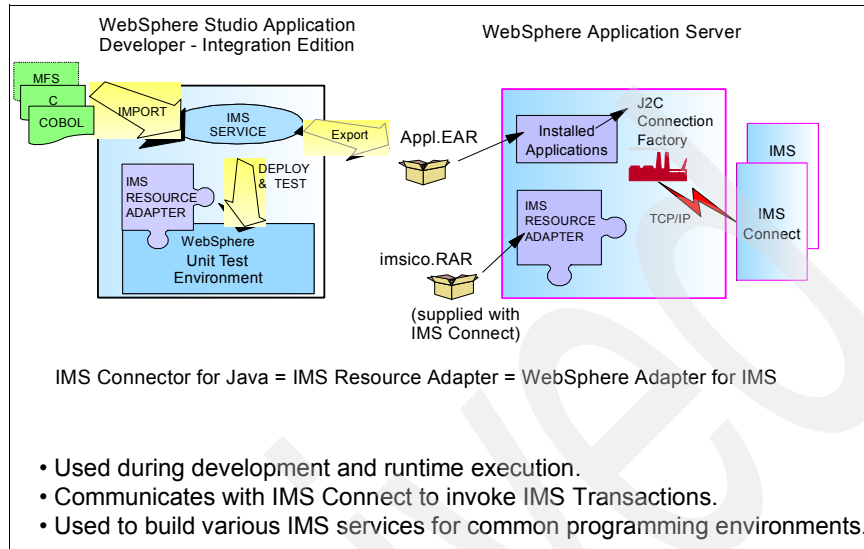 WebSphere Studio Application
Developer - Integration Edition
WebSphere Application Server
MFS
C
COBOL
IMPORT
IMS
SERVICE
Export
DEPLOY
& TEST
IMS
RESOURCE
ADAPTER
WebSphere
Unit Test
Environment
Appl.EAR
imsico.RAR
(supplied with
IMS Connect)
Installed
Applications
J2C
Connection
Factory
IMS
RESOURCE
ADAPTER
TCP/IP
IMS
IMS
Connect
IMS Connector for Java = IMS Resource Adapter = WebSphere Adapter for IMS
• Used during development and runtime execution.
• Communicates with IMS Connect to invoke IMS Transactions.
• Used to build various IMS services for common programming environments.